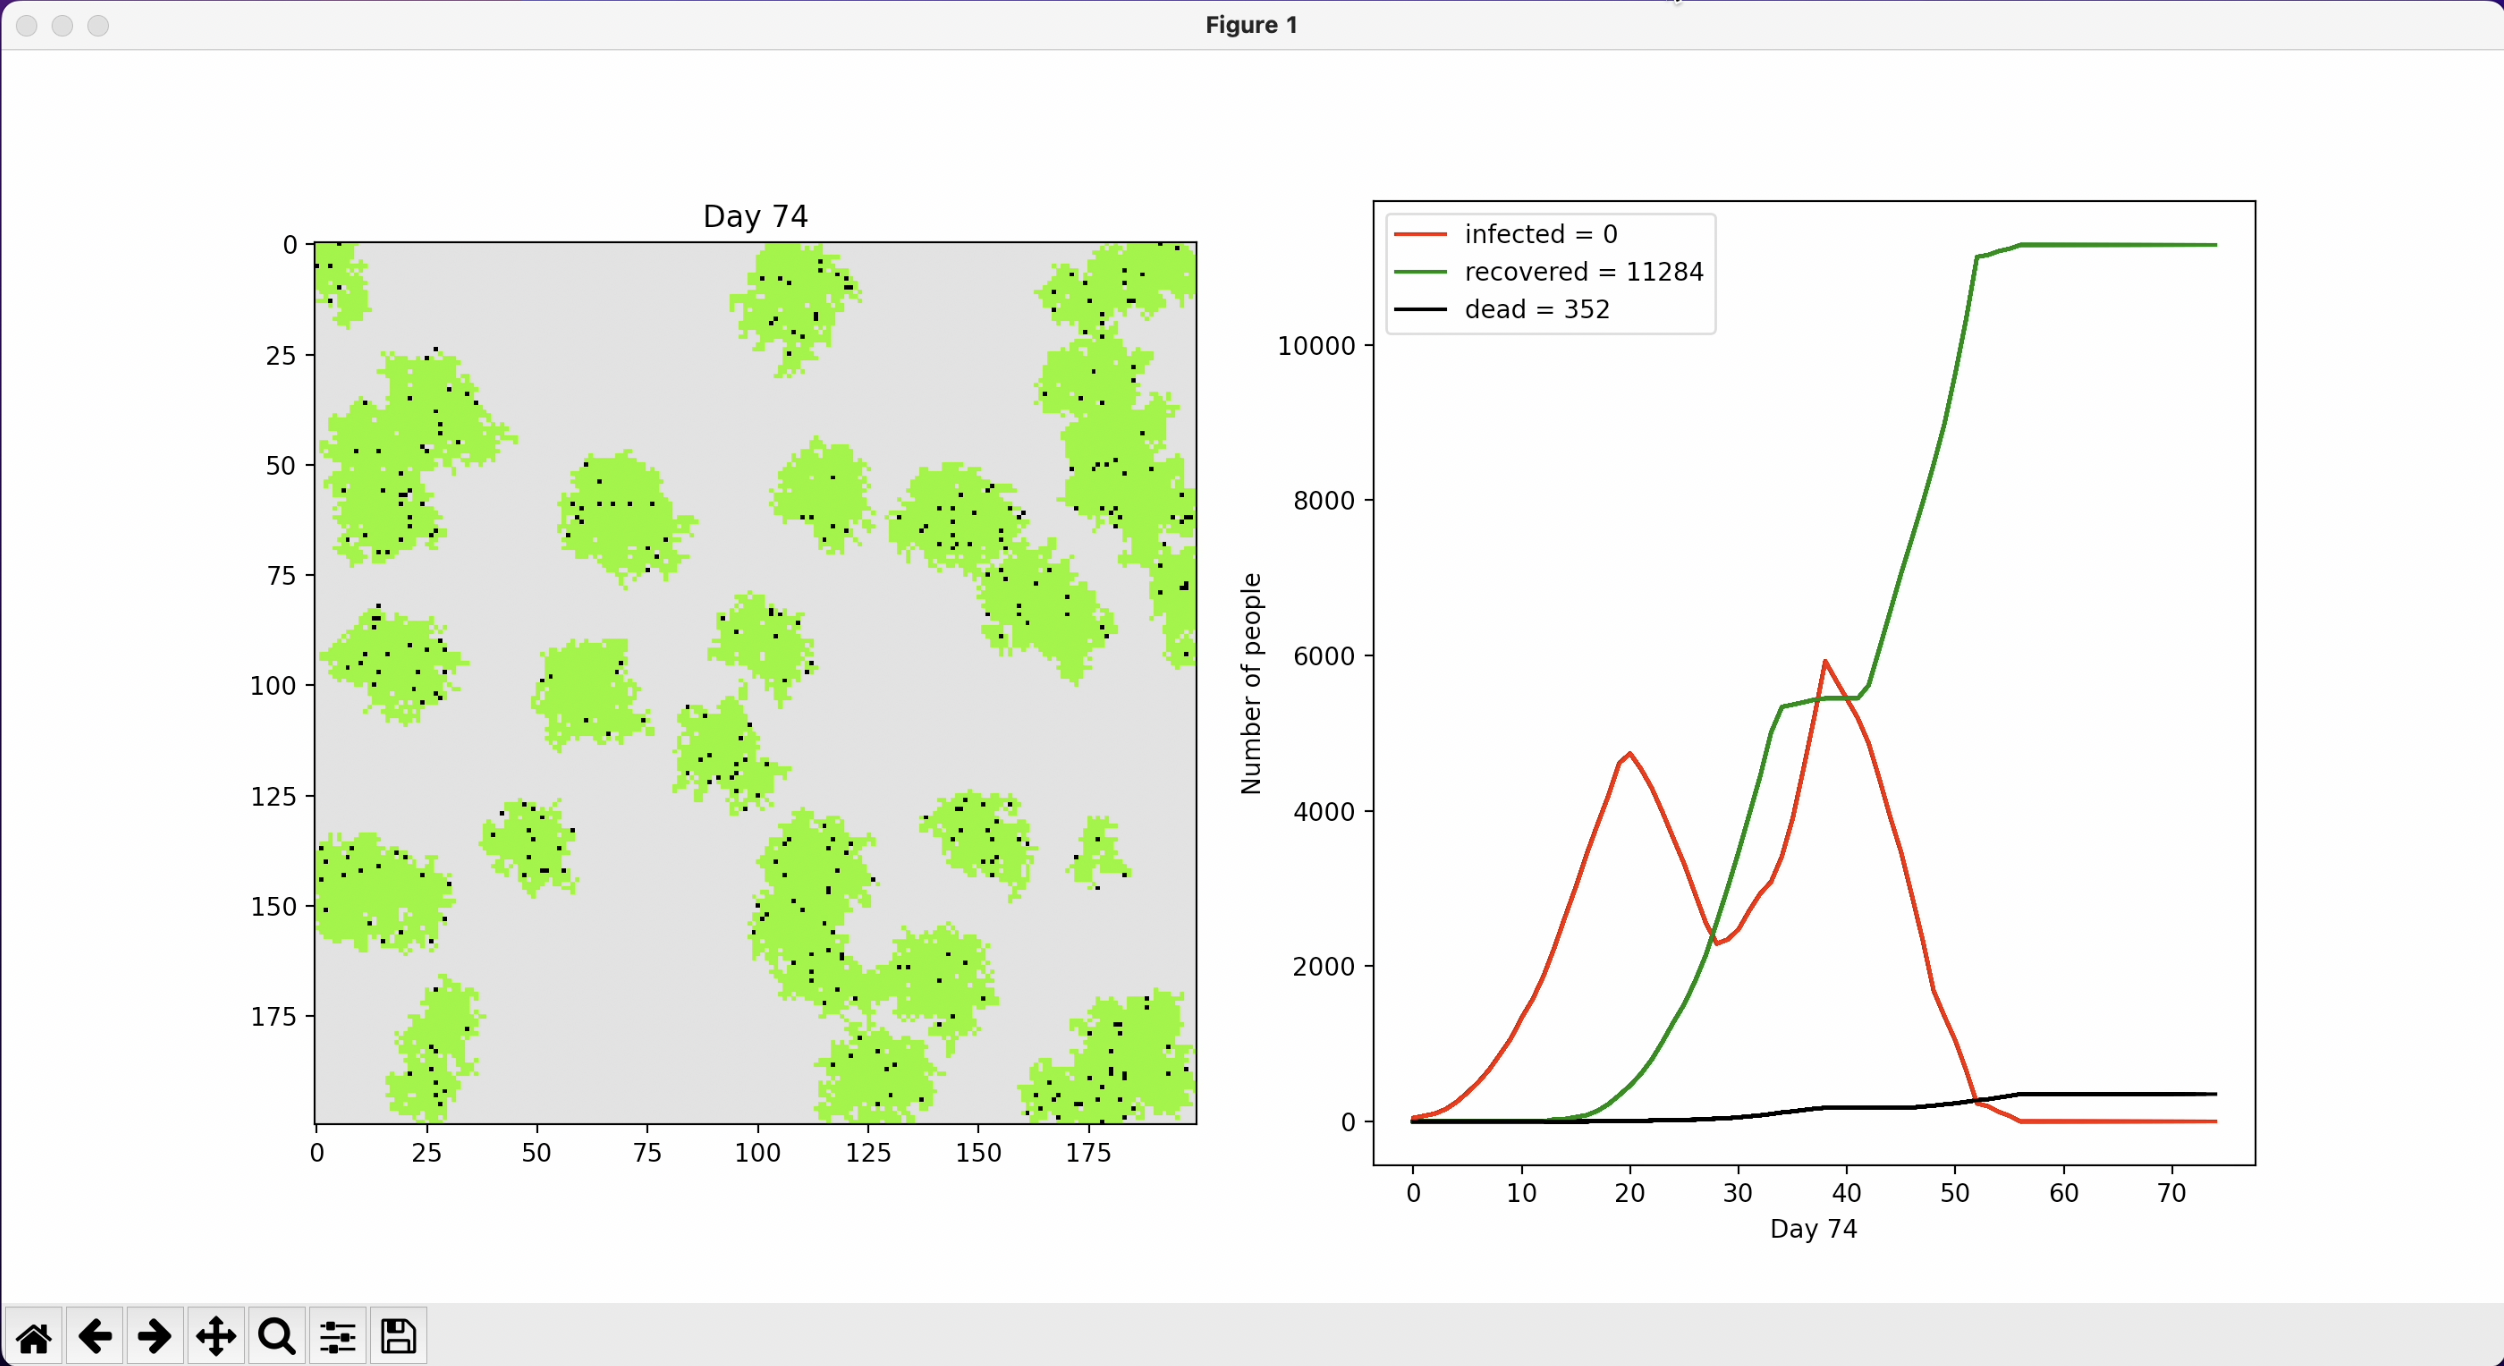 Figure 1
Day 74
0
25
50
75
100
125
150
175
0 25 50 75 100 125 150 175
infected = 0
recovered = 11284
dead = 352
Number of people
10000
8000
6000
4000
2000
0
0 10 20 30 40 50 60 70
Day 74